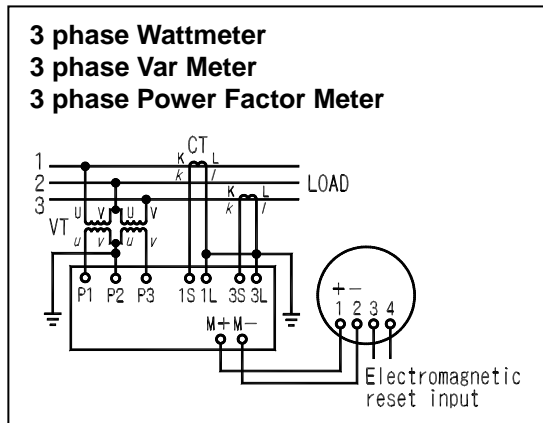 3 phase Wattmeter
3 phase Var Meter
3 phase Power Factor Meter
CT
1 K L
k l
2 LOAD
3 K L
k l
U V U V
VT u v u v
P1 P2 P3 1S 1L 3S 3L
+ −
1 2 3 4
M+ M−
Electromagnetic
reset input